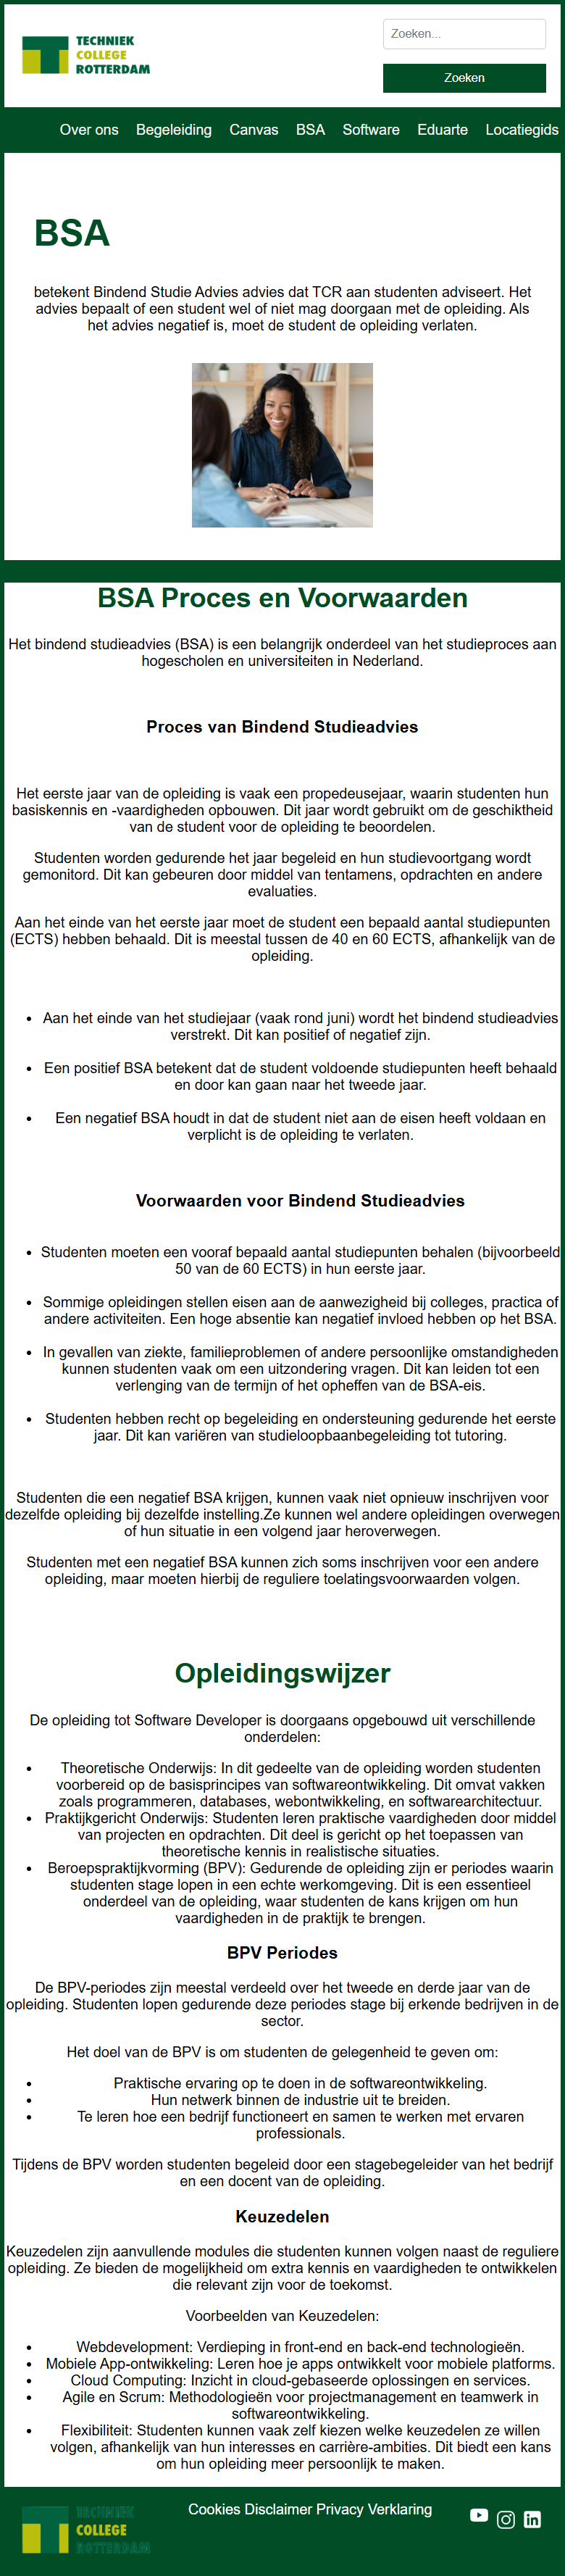 TECHNIEK
COLLEGE
ROTTERDAM
Zoeken...
Zoeken
Over ons Begeleiding Canvas BSA Software Eduarte Locatiegids
BSA
betekent Bindend Studie Advies advies dat TCR aan studenten adviseert. Het
advies bepaalt of een student wel of niet mag doorgaan met de opleiding. Als
het advies negatief is, moet de student de opleiding verlaten.
BSA Proces en Voorwaarden
Het bindend studieadvies (BSA) is een belangrijk onderdeel van het studieproces aan
hogescholen en universiteiten in Nederland.
Proces van Bindend Studieadvies
Het eerste jaar van de opleiding is vaak een propedeusejaar, waarin studenten hun
basiskennis en -vaardigheden opbouwen. Dit jaar wordt gebruikt om de geschiktheid
van de student voor de opleiding te beoordelen.
Studenten worden gedurende het jaar begeleid en hun studievoortgang wordt
gemonitord. Dit kan gebeuren door middel van tentamens, opdrachten en andere
evaluaties.
Aan het einde van het eerste jaar moet de student een bepaald aantal studiepunten
(ECTS) hebben behaald. Dit is meestal tussen de 40 en 60 ECTS, afhankelijk van de
opleiding.
• Aan het einde van het studiejaar (vaak rond juni) wordt het bindend studieadvies
verstrekt. Dit kan positief of negatief zijn.
• Een positief BSA betekent dat de student voldoende studiepunten heeft behaald
en door kan gaan naar het tweede jaar.
• Een negatief BSA houdt in dat de student niet aan de eisen heeft voldaan en
verplicht is de opleiding te verlaten.
Voorwaarden voor Bindend Studieadvies
• Studenten moeten een vooraf bepaald aantal studiepunten behalen (bijvoorbeeld
50 van de 60 ECTS) in hun eerste jaar.
• Sommige opleidingen stellen eisen aan de aanwezigheid bij colleges, practica of
andere activiteiten. Een hoge absentie kan negatief invloed hebben op het BSA.
• In gevallen van ziekte, familieproblemen of andere persoonlijke omstandigheden
kunnen studenten vaak om een uitzondering vragen. Dit kan leiden tot een
verlenging van de termijn of het opheffen van de BSA-eis.
• Studenten hebben recht op begeleiding en ondersteuning gedurende het eerste
jaar. Dit kan variëren van studieloopbaanbegeleiding tot tutoring.
Studenten die een negatief BSA krijgen, kunnen vaak niet opnieuw inschrijven voor
dezelfde opleiding bij dezelfde instelling.Ze kunnen wel andere opleidingen overwegen
of hun situatie in een volgend jaar heroverwegen.
Studenten met een negatief BSA kunnen zich soms inschrijven voor een andere
opleiding, maar moeten hierbij de reguliere toelatingsvoorwaarden volgen.
Opleidingswijzer
De opleiding tot Software Developer is doorgaans opgebouwd uit verschillende
onderdelen:
• Theoretische Onderwijs: In dit gedeelte van de opleiding worden studenten
voorbereid op de basisprincipes van softwareontwikkeling. Dit omvat vakken
zoals programmeren, databases, webontwikkeling, en softwarearchitectuur.
• Praktijkgericht Onderwijs: Studenten leren praktische vaardigheden door middel
van projecten en opdrachten. Dit deel is gericht op het toepassen van
theoretische kennis in realistische situaties.
• Beroepspraktijkvorming (BPV): Gedurende de opleiding zijn er periodes waarin
studenten stage lopen in een echte werkomgeving. Dit is een essentieel
onderdeel van de opleiding, waar studenten de kans krijgen om hun
vaardigheden in de praktijk te brengen.
BPV Periodes
De BPV-periodes zijn meestal verdeeld over het tweede en derde jaar van de
opleiding. Studenten lopen gedurende deze periodes stage bij erkende bedrijven in de
sector.
Het doel van de BPV is om studenten de gelegenheid te geven om:
• Praktische ervaring op te doen in de softwareontwikkeling.
• Hun netwerk binnen de industrie uit te breiden.
• Te leren hoe een bedrijf functioneert en samen te werken met ervaren
professionals.
Tijdens de BPV worden studenten begeleid door een stagebegeleider van het bedrijf
en een docent van de opleiding.
Keuzedelen
Keuzedelen zijn aanvullende modules die studenten kunnen volgen naast de reguliere
opleiding. Ze bieden de mogelijkheid om extra kennis en vaardigheden te ontwikkelen
die relevant zijn voor de toekomst.
Voorbeelden van Keuzedelen:
• Webdevelopment: Verdieping in front-end en back-end technologieën.
• Mobiele App-ontwikkeling: Leren hoe je apps ontwikkelt voor mobiele platforms.
• Cloud Computing: Inzicht in cloud-gebaseerde oplossingen en services.
• Agile en Scrum: Methodologieën voor projectmanagement en teamwerk in
softwareontwikkeling.
• Flexibiliteit: Studenten kunnen vaak zelf kiezen welke keuzedelen ze willen
volgen, afhankelijk van hun interesses en carrière-ambities. Dit biedt een kans
om hun opleiding meer persoonlijk te maken.
TECHNIEK
COLLEGE
ROTTERDAM
Cookies Disclaimer Privacy Verklaring